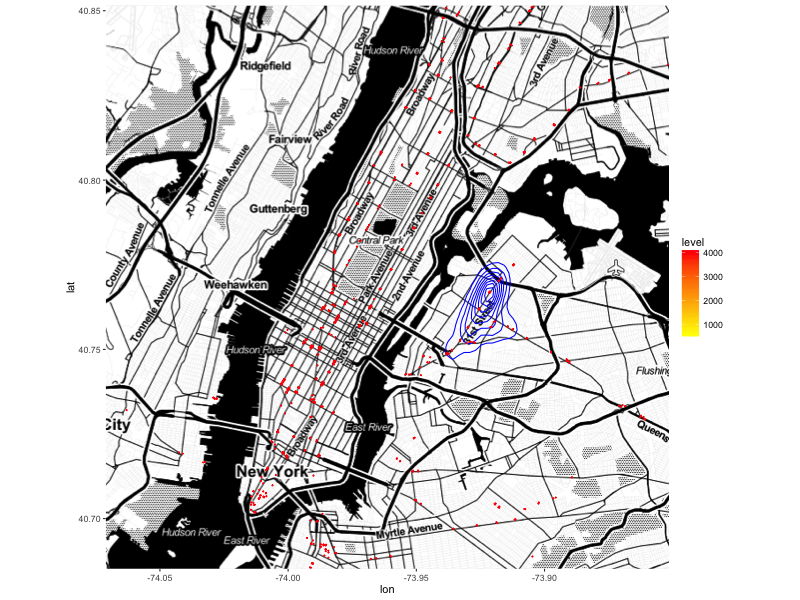 40.85
40.80
40.75
40.70
lat
-74.05
-74.00
-73.95
-73.90
lon
Ridgefield
River Road
Hudson River
3rd Avenue
Broadway
Fairview
River Road
Tonnelle Avenue
Guttenberg
Broadway
3rd Avenue
Central Park
County Avenue
Weehawken
Park Avenue
2nd Avenue
Tonnelle Avenue
31st Street
Hudson River
3rd Avenue
Flushing
City
Broadway
East River
Queens
New York
Hudson River
East River
Myrtle Avenue
level
4000
3000
2000
1000